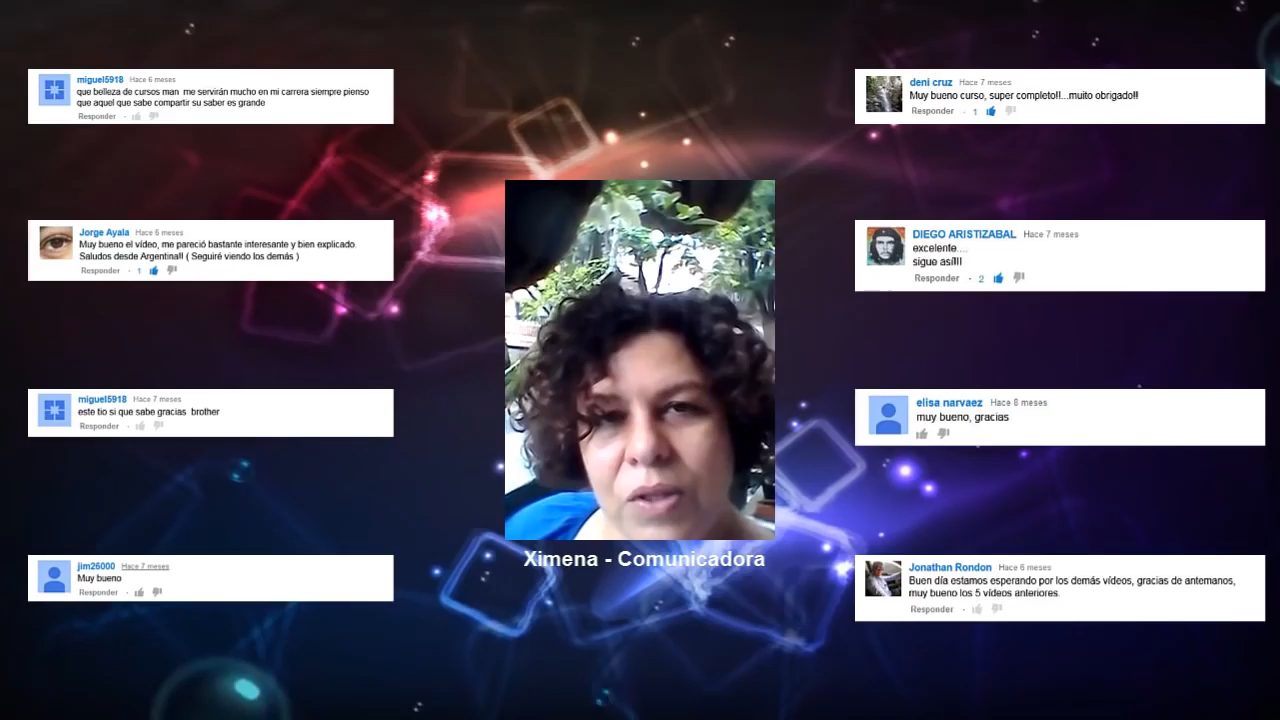 miguel5918 Hace 6 meses
que belleza de cursos man me servirán mucho en mi carrera siempre pienso
que aquel que sabe compartir su saber es grande
Responder
Jorge Ayala Hace 6 meses
Muy bueno el vídeo, me pareció bastante interesante y bien explicado.
Saludos desde Argentina!! ( Seguiré viendo los demás )
Responder · 1
miguel5918 Hace 7 meses
este tio si que sabe gracias brother
Responder ·
jim26000 Hace 7 meses
Muy bueno
Responder ·
Ximena - Comunicadora
deni cruz Hace 7 meses
Muy bueno curso, super completo!!...muito obrigado!!
Responder · 1
DIEGO ARISTIZABAL Hace 7 meses
excelente....
sigue así!!!
Responder · 2
elisa narvaez Hace 8 meses
muy bueno, gracias
Jonathan Rondon Hace 6 meses
Buen día estamos esperando por los demás vídeos, gracias de antemanos,
muy bueno los 5 vídeos anteriores.
Responder ·